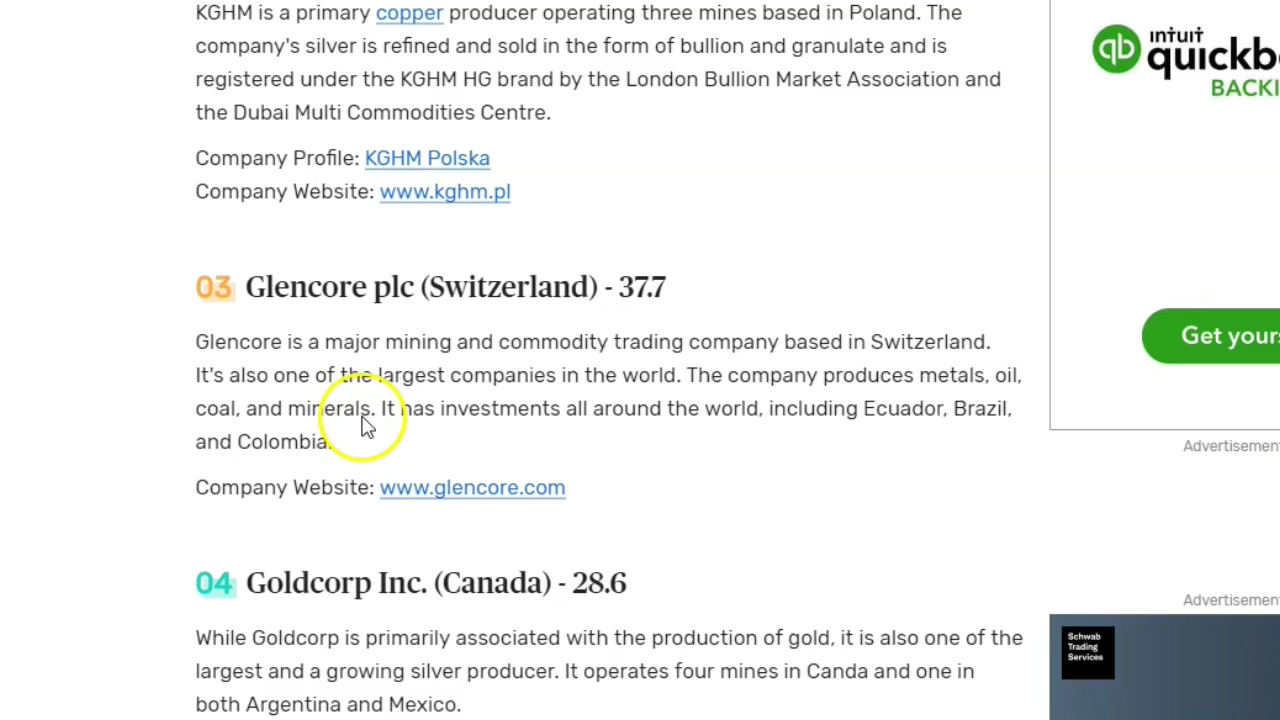 KGHM is a primary copper producer operating three mines based in Poland. The
company's silver is refined and sold in the form of bullion and granulate and is
registered under the KGHM HG brand by the London Bullion Market Association and
the Dubai Multi Commodities Centre.
Company Profile: KGHM Polska
Company Website: www.kghm.pl
03 Glencore plc (Switzerland) - 37.7
Glencore is a major mining and commodity trading company based in Switzerland.
It's also one of the largest companies in the world. The company produces metals, oil,
coal, and minerals. It has investments all around the world, including Ecuador, Brazil,
and Colombia.
Company Website: www.glencore.com
04 Goldcorp Inc. (Canada) - 28.6
While Goldcorp is primarily associated with the production of gold, it is also one of the
largest and a growing silver producer. It operates four mines in Canda and one in
both Argentina and Mexico.
qb
intuit
quickb
BACKI
Get your
Advertisement
Advertisement
Schwab
Trading
Services